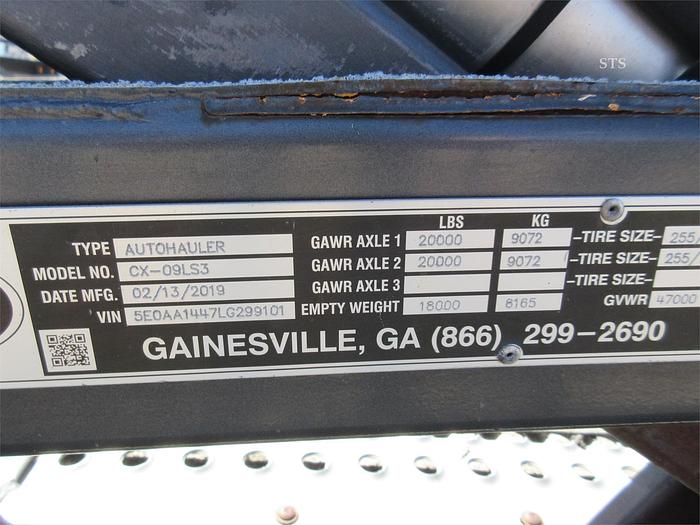 STS
LBS KG
TYPE AUTOHAULER GAWR AXLE 1 20000 9072 -TIRE SIZE- 255/
MODEL NO. CX-09LS3 GAWR AXLE 2 20000 9072 -TIRE SIZE- 255/
DATE MFG. 02/13/2019 GAWR AXLE 3 -TIRE SIZE-
VIN 5E0AA1447LG299101 EMPTY WEIGHT 18000 8165 GVWR 47000
GAINESVILLE, GA (866) 299-2690